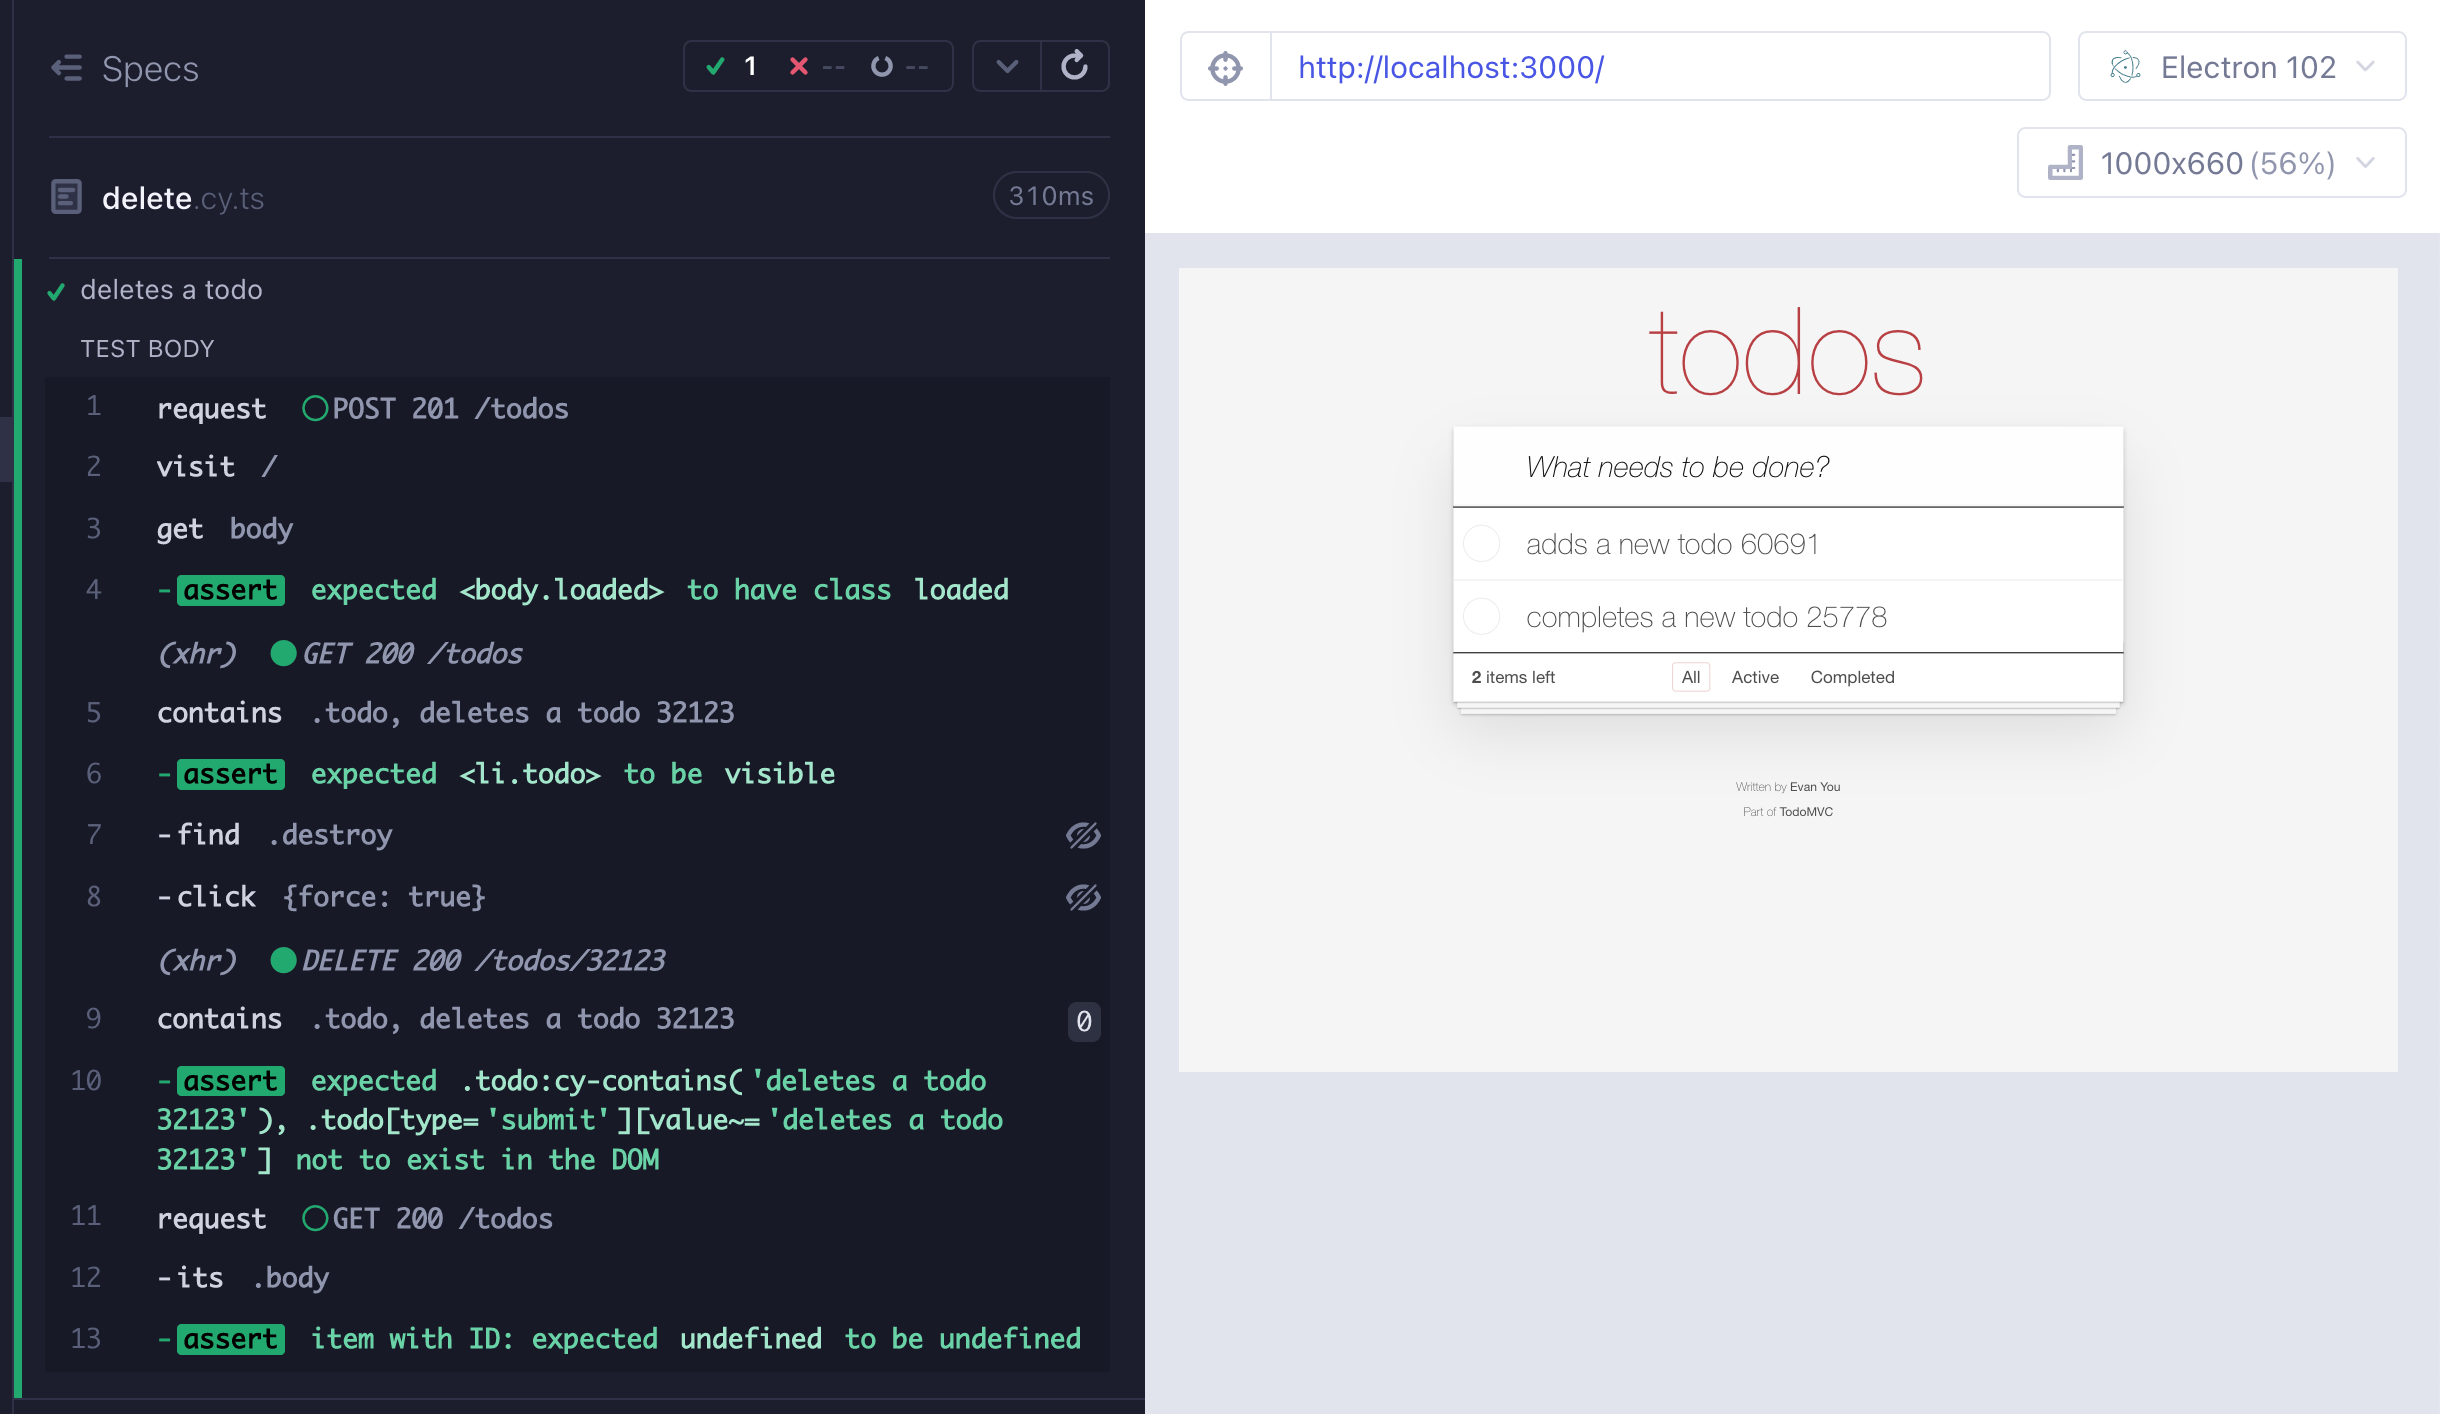 Specs
1 -- --
delete.cy.ts 310ms
deletes a todo
TEST BODY
1 request POST 201 /todos
2 visit /
3 get body
4 -assert expected <body.loaded> to have class loaded
(xhr) GET 200 /todos
5 contains .todo, deletes a todo 32123
6 -assert expected <li.todo> to be visible
7 -find .destroy
8 -click {force: true}
(xhr) DELETE 200 /todos/32123
9 contains .todo, deletes a todo 32123 0
10 -assert expected .todo:cy-contains('deletes a todo
32123'), .todo[type='submit'][value~='deletes a todo
32123'] not to exist in the DOM
11 request GET 200 /todos
12 -its .body
13 -assert item with ID: expected undefined to be undefined
http://localhost:3000/
Electron 102
1000x660 (56%)
todos
What needs to be done?
adds a new todo 60691
completes a new todo 25778
2 items left All Active Completed
Written by Evan You
Part of TodoMVC